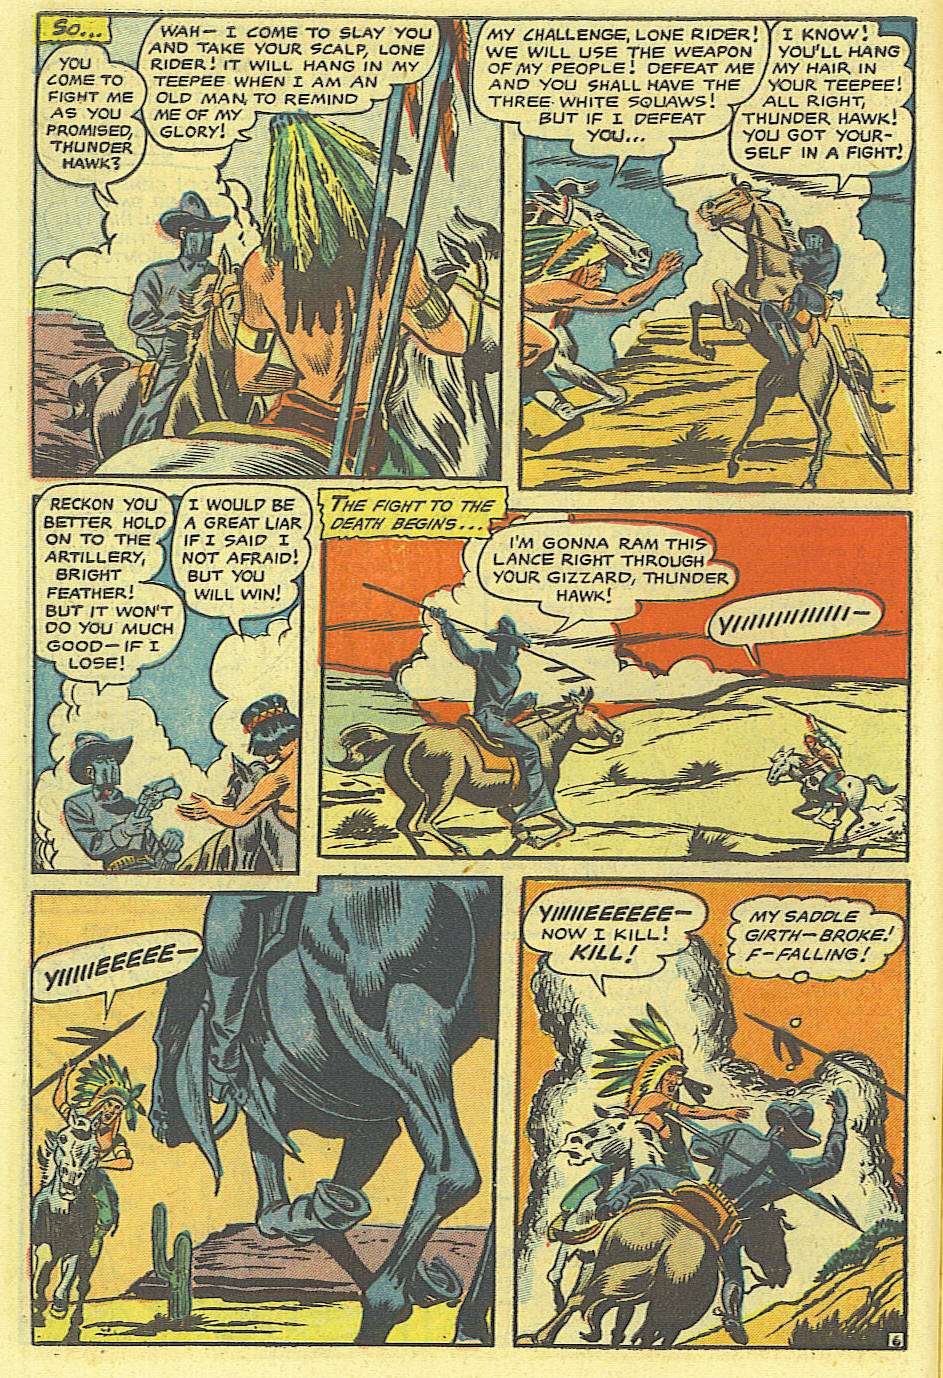 SO...
YOU
COME TO
FIGHT ME
AS YOU
PROMISED,
THUNDER
HAWK?
WAH— I COME TO SLAY YOU
AND TAKE YOUR SCALP, LONE
RIDER! IT WILL HANG IN MY
TEEPEE WHEN I AM AN
OLD MAN, TO REMIND
ME OF MY
GLORY!
MY CHALLENGE, LONE RIDER!
WE WILL USE THE WEAPON
OF MY PEOPLE! DEFEAT ME
AND YOU SHALL HAVE THE
THREE WHITE SQUAWS!
BUT IF I DEFEAT
YOU...
I KNOW!
YOU'LL HANG
MY HAIR IN
YOUR TEEPEE!
ALL RIGHT,
THUNDER HAWK!
YOU GOT YOUR-
SELF IN A FIGHT!
RECKON YOU
BETTER HOLD
ON TO THE
ARTILLERY,
BRIGHT
FEATHER!
BUT IT WON'T
DO YOU MUCH
GOOD—IF I
LOSE!
I WOULD BE
A GREAT LIAR
IF I SAID I
NOT AFRAID!
BUT YOU
WILL WIN!
THE FIGHT TO THE
DEATH BEGINS...
I'M GONNA RAM THIS
LANCE RIGHT THROUGH
YOUR GIZZARD, THUNDER
HAWK!
YIIIIIIIIIIIII—
YIIIIEEEEEE—
YIIIIEEEEEE—
NOW I KILL!
KILL!
MY SADDLE
GIRTH—BROKE!
F-FALLING!
6